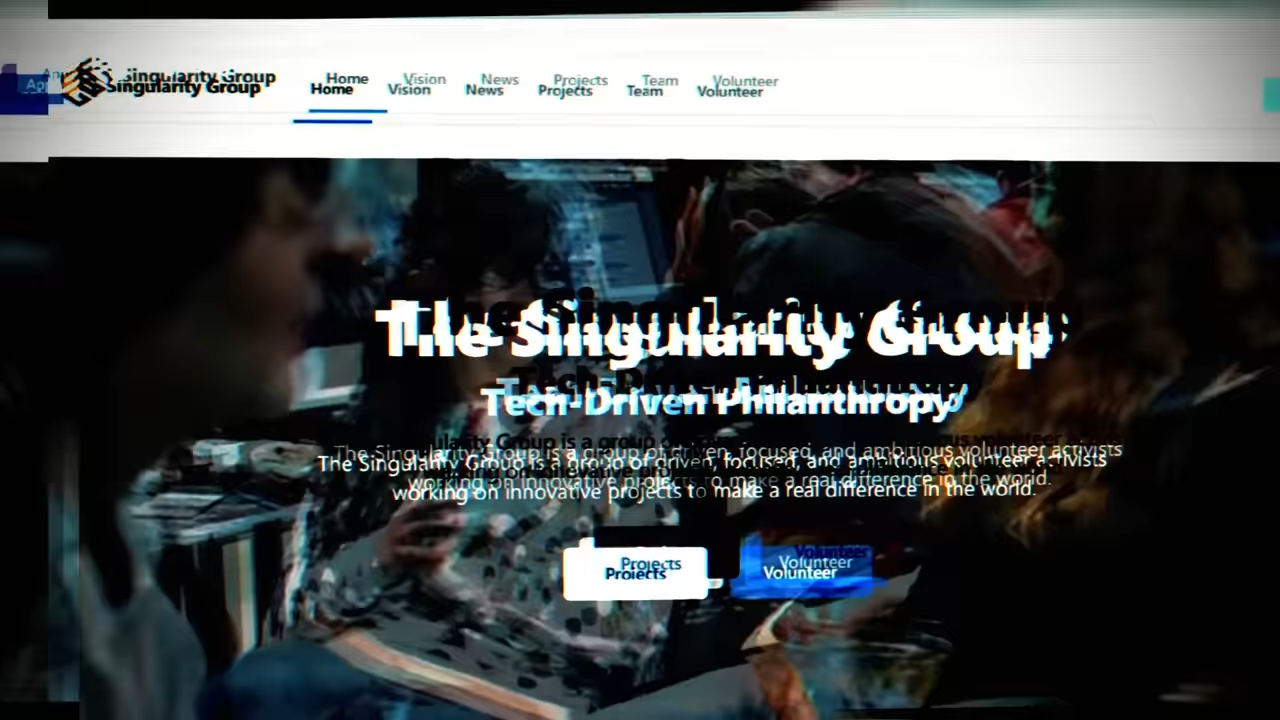 Singularity Group
Home Vision News Projects Team Volunteer
The Singularity Group
Tech-Driven Philanthropy
The Singularity Group is a group of driven, focused, and ambitious volunteer activists
working on innovative projects to make a real difference in the world.
Projects Volunteer